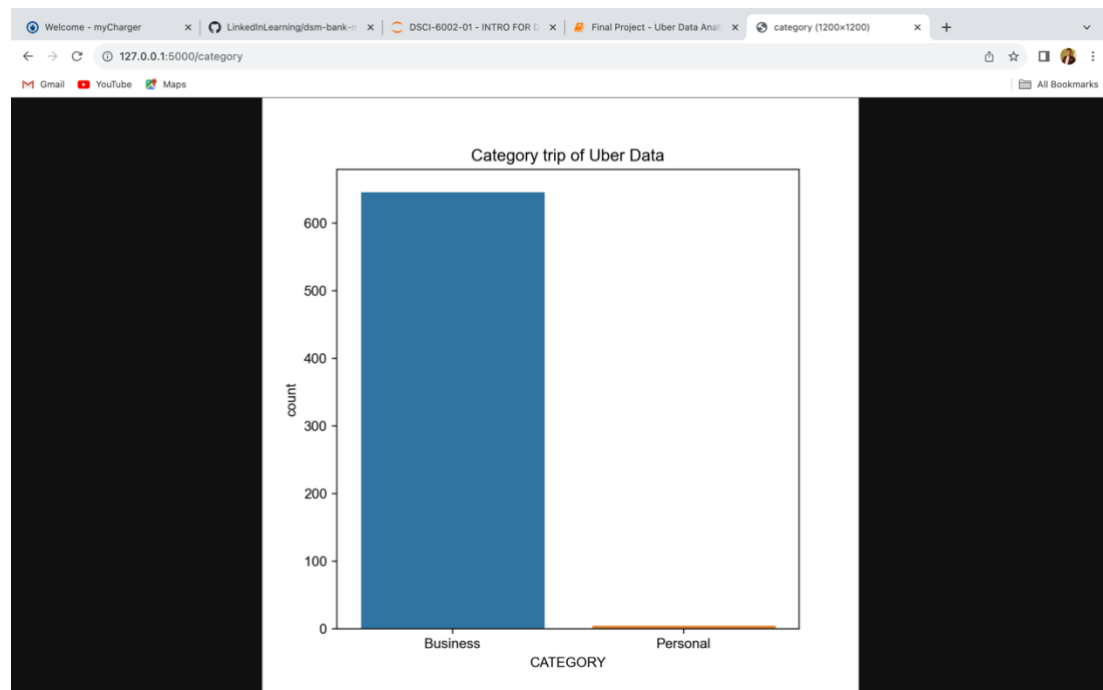 Welcome - myCharger
LinkedInLearning/dsm-bank-m
DSCI-6002-01 - INTRO FOR D
Final Project - Uber Data Anal
category (1200×1200)
127.0.0.1:5000/category
Gmail YouTube Maps All Bookmarks
Category trip of Uber Data
600
500
400
300
200
100
0
count
Business Personal
CATEGORY